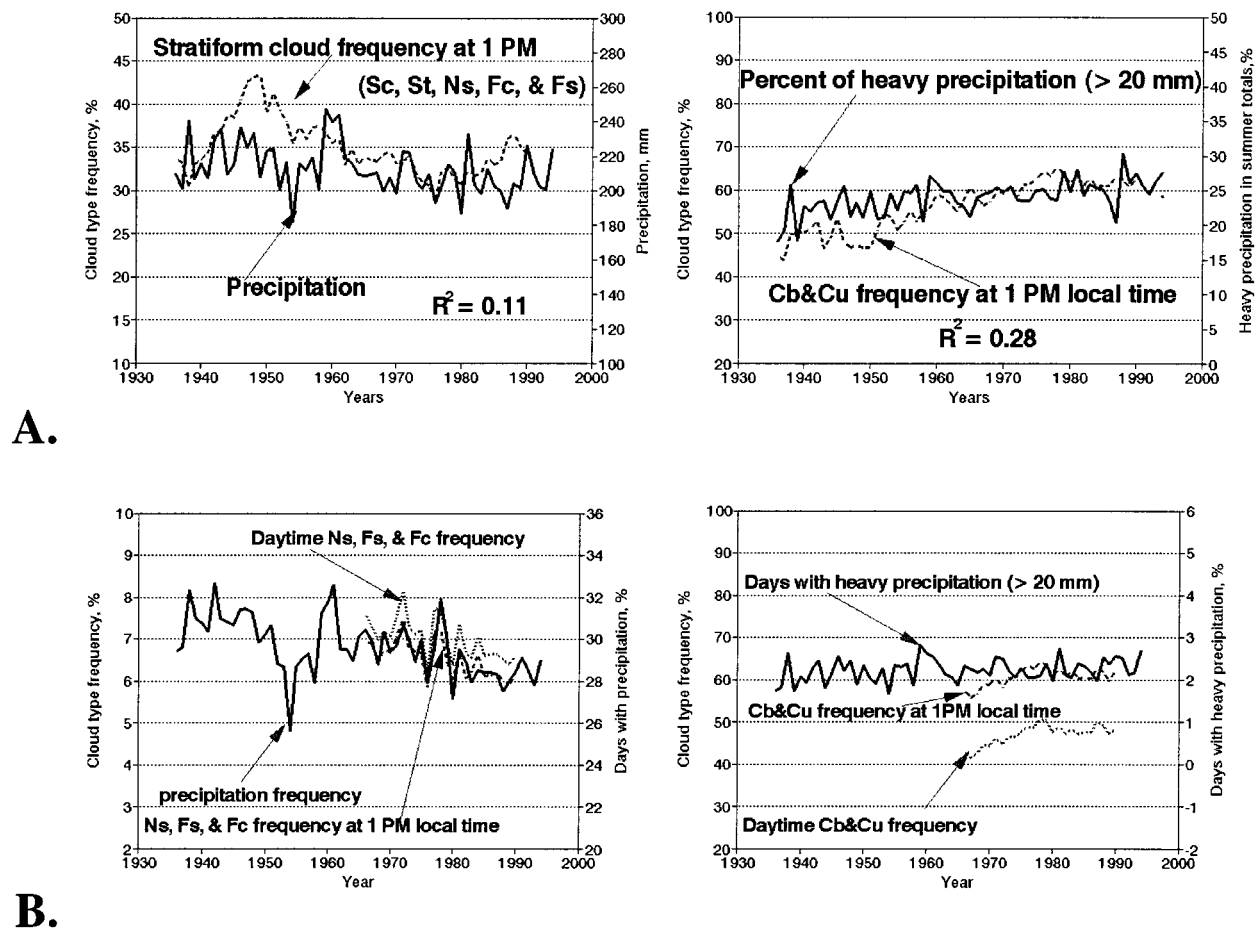 Stratiform cloud frequency at 1 PM
(Sc, St, Ns, Fc, & Fs)
Precipitation
R2 = 0.11
Cloud type frequency, %
50
45
40
35
30
25
20
15
10
Precipitation, mm
300
280
260
240
220
200
180
160
140
120
100
1930 1940 1950 1960 1970 1980 1990 2000
Years
Percent of heavy precipitation (> 20 mm)
Cb&Cu frequency at 1 PM local time
R2 = 0.28
Cloud type frequency, %
100
90
80
70
60
50
40
30
20
Heavy precipitation in summer totals,%
50
45
40
35
30
25
20
15
10
5
0
1930 1940 1950 1960 1970 1980 1990 2000
Years
A.
Daytime Ns, Fs, & Fc frequency
precipitation frequency
Ns, Fs, & Fc frequency at 1 PM local time
Cloud type frequency, %
10
9
8
7
6
5
4
3
2
Days with precipitation, %
36
34
32
30
28
26
24
22
20
1930 1940 1950 1960 1970 1980 1990 2000
Year
Days with heavy precipitation (> 20 mm)
Cb&Cu frequency at 1PM local time
Daytime Cb&Cu frequency
Cloud type frequency, %
100
90
80
70
60
50
40
30
20
Days with heavy precipitation, %
6
5
4
3
2
1
0
-1
-2
1930 1940 1950 1960 1970 1980 1990 2000
Year
B.